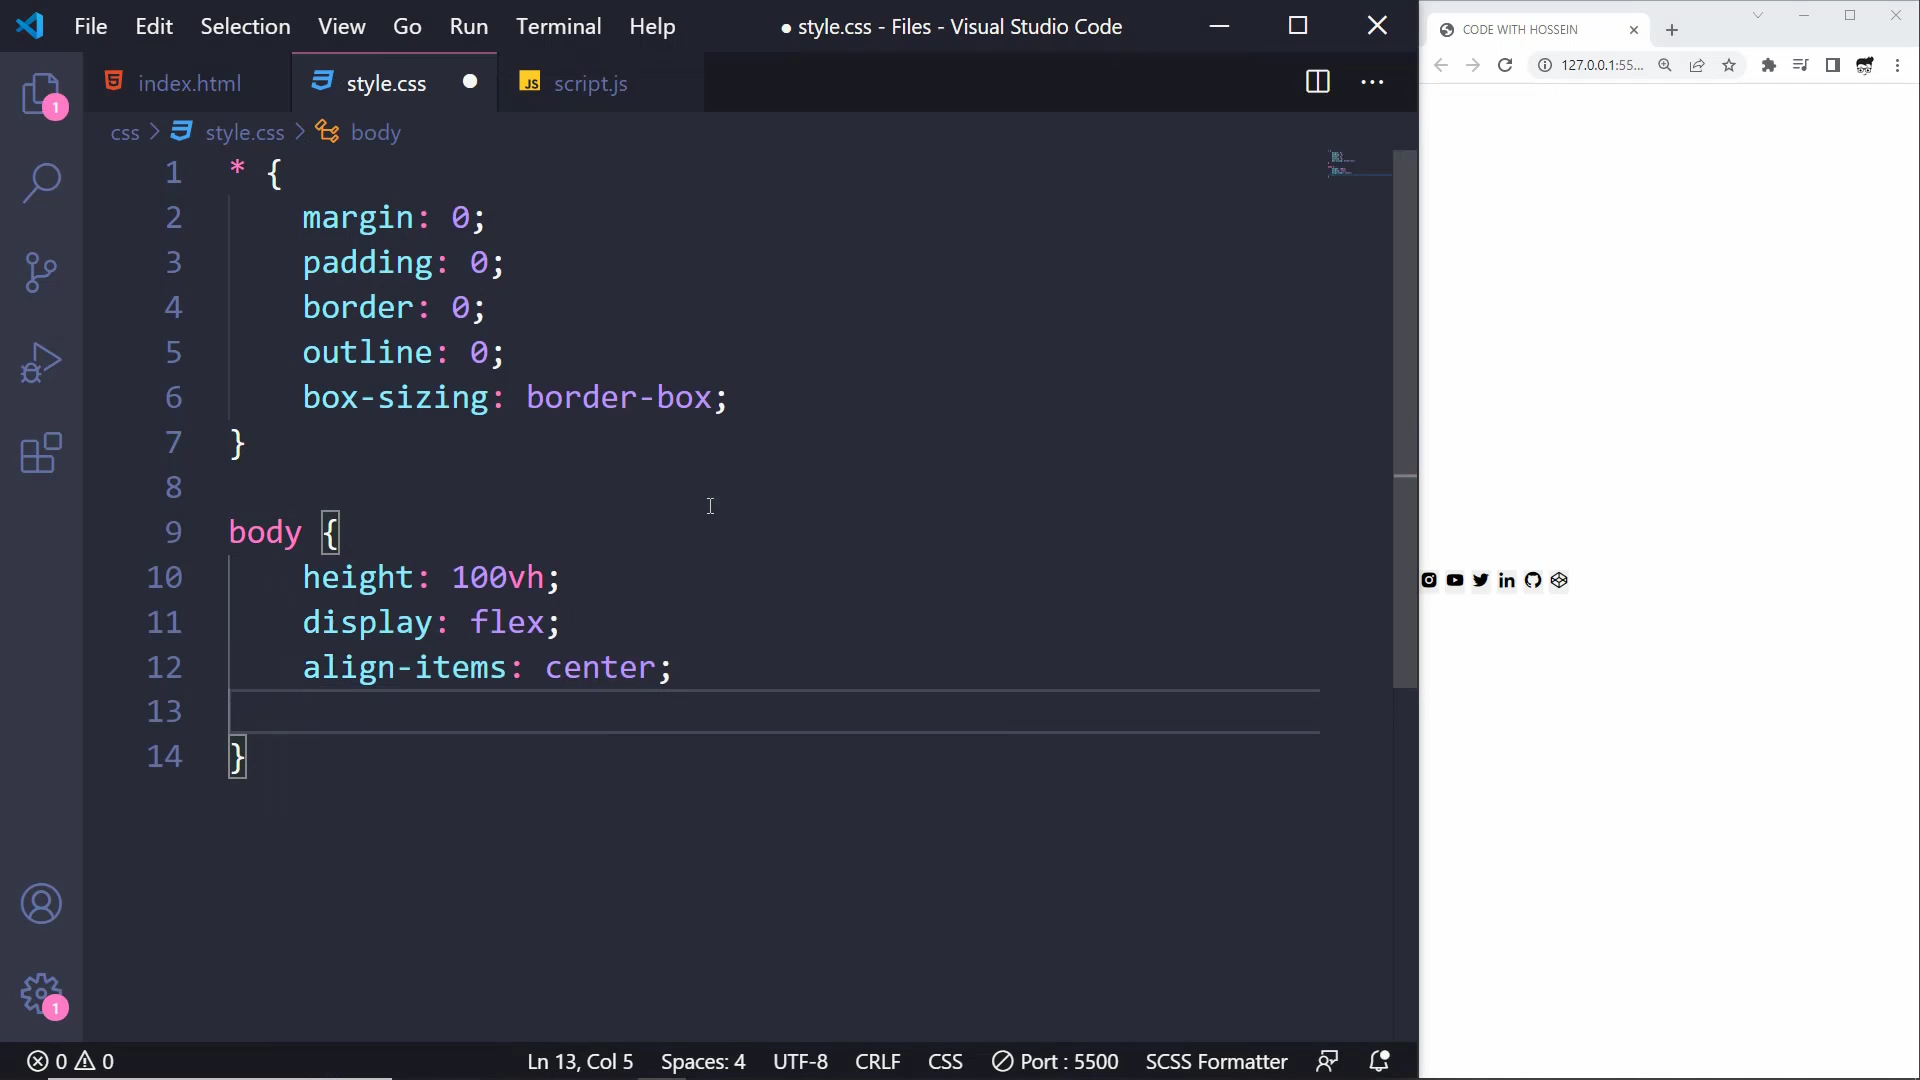 File Edit Selection View Go Run Terminal Help ● style.css - Files - Visual Studio Code
index.html style.css ● JS script.js
css > style.css > body
1 * {
2 margin: 0;
3 padding: 0;
4 border: 0;
5 outline: 0;
6 box-sizing: border-box;
7 }
8
9 body {
10 height: 100vh;
11 display: flex;
12 align-items: center;
13
14 }
1
1
0 0 Ln 13, Col 5 Spaces: 4 UTF-8 CRLF CSS Port : 5500 SCSS Formatter
CODE WITH HOSSEIN
127.0.0.1:55...
in